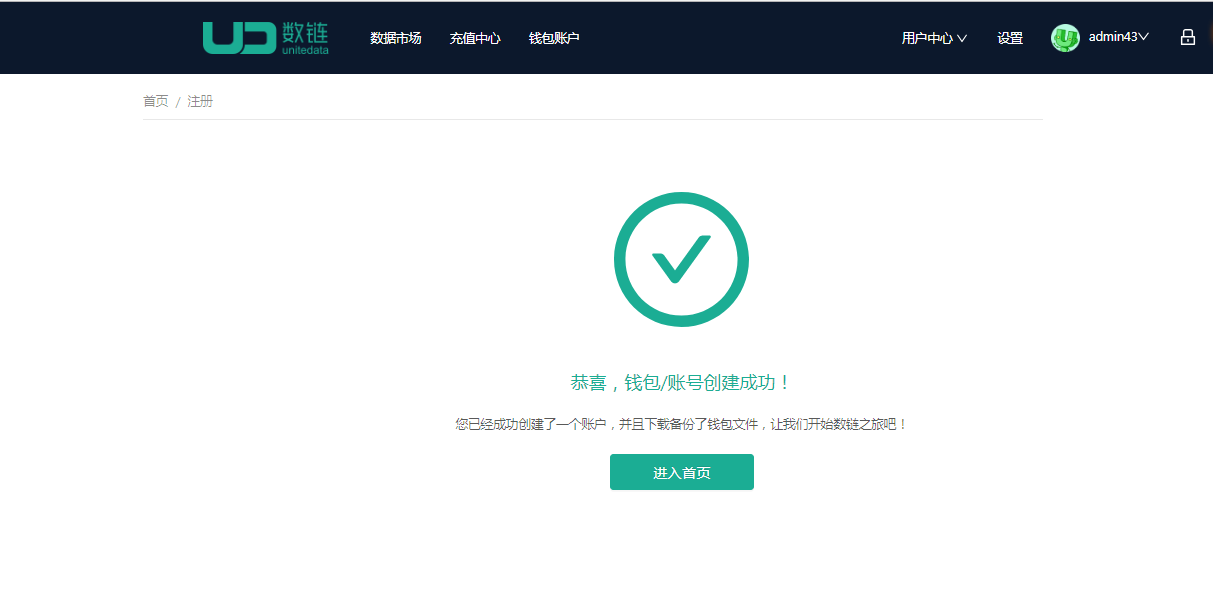 数链
unitedata
数据市场 充值中心 钱包账户 用户中心 设置 admin43
首页 / 注册
恭喜，钱包/账号创建成功！
您已经成功创建了一个账户，并且下载备份了钱包文件，让我们开始数链之旅吧！
进入首页